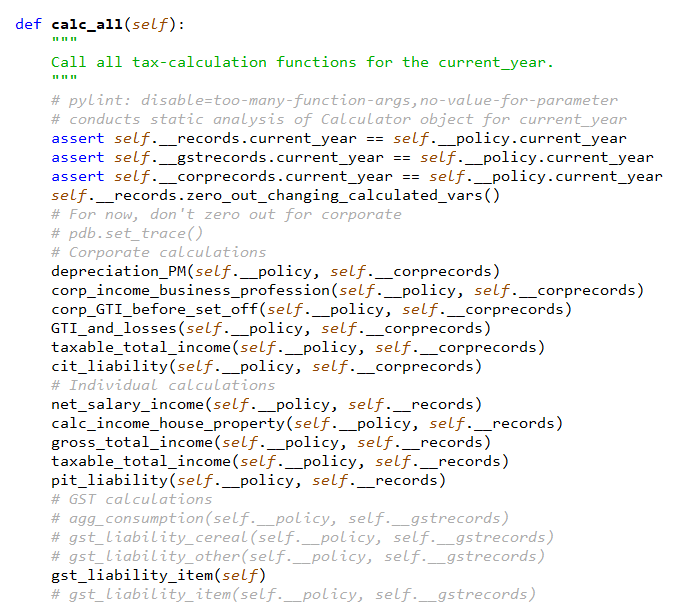 def calc_all(self):
    """
    Call all tax-calculation functions for the current_year.
    """
    # pylint: disable=too-many-function-args,no-value-for-parameter
    # conducts static analysis of Calculator object for current_year
    assert self.__records.current_year == self.__policy.current_year
    assert self.__gstrecords.current_year == self.__policy.current_year
    assert self.__corprecords.current_year == self.__policy.current_year
    self.__records.zero_out_changing_calculated_vars()
    # For now, don't zero out for corporate
    # pdb.set_trace()
    # Corporate calculations
    depreciation_PM(self.__policy, self.__corprecords)
    corp_income_business_profession(self.__policy, self.__corprecords)
    corp_GTI_before_set_off(self.__policy, self.__corprecords)
    GTI_and_losses(self.__policy, self.__corprecords)
    taxable_total_income(self.__policy, self.__corprecords)
    cit_liability(self.__policy, self.__corprecords)
    # Individual calculations
    net_salary_income(self.__policy, self.__records)
    calc_income_house_property(self.__policy, self.__records)
    gross_total_income(self.__policy, self.__records)
    taxable_total_income(self.__policy, self.__records)
    pit_liability(self.__policy, self.__records)
    # GST calculations
    # agg_consumption(self.__policy, self.__gstrecords)
    # gst_liability_cereal(self.__policy, self.__gstrecords)
    # gst_liability_other(self.__policy, self.__gstrecords)
    gst_liability_item(self)
    # gst_liability_item(self.__policy, self.__gstrecords)